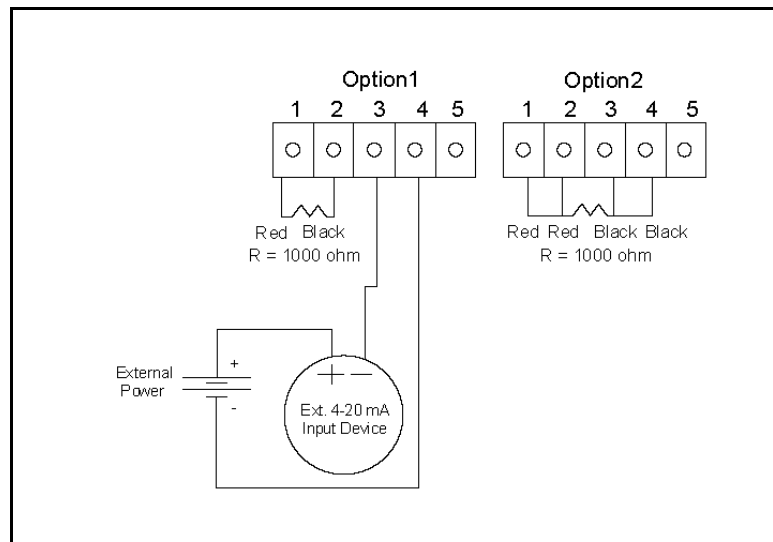 Option1
1 2 3 4 5
Red Black
R = 1000 ohm
Option2
1 2 3 4 5
Red Red Black Black
R = 1000 ohm
External
Power
+
-
+ −
Ext. 4-20 mA
Input Device